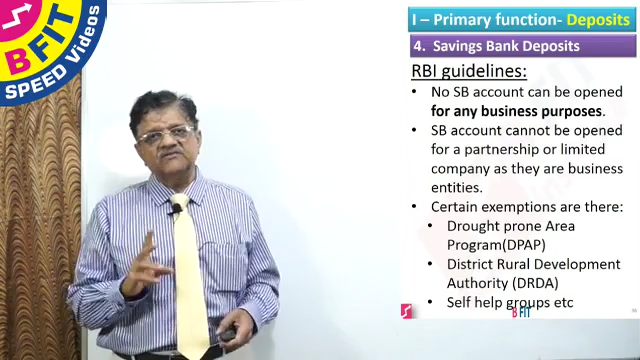 BFIT
SPEED Videos
I – Primary function- Deposits
4. Savings Bank Deposits
RBI guidelines:
• No SB account can be opened
for any business purposes.
• SB account cannot be opened
for a partnership or limited
company as they are business
entities.
• Certain exemptions are there:
• Drought prone Area
Program(DPAP)
• District Rural Development
Authority (DRDA)
• Self help groups etc
BFIT